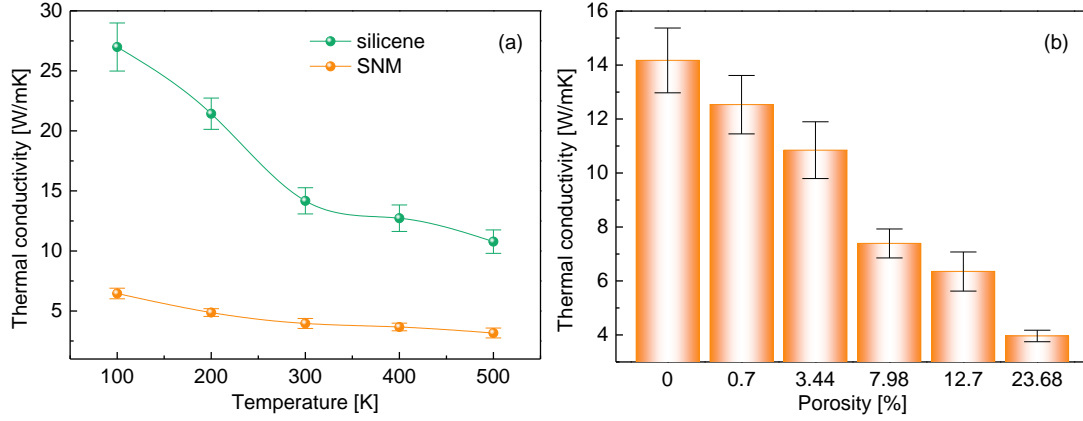 Thermal conductivity [W/mK]
30
25
20
15
10
5
100 200 300 400 500
Temperature [K]
silicene
SNM
(a)
Thermal conductivity [W/mK]
16
14
12
10
8
6
4
0 0.7 3.44 7.98 12.7 23.68
Porosity [%]
(b)